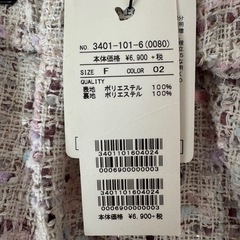 NO. 3401-101-6(0080)
本体価格 ¥6,900 +税
SIZE F COLOR 02
QUALITY
表地 ポリエステル 100%
裏地 ポリエステル 100%
3401101604024
0006900000003
3401101604024
0006900000003
本体価格 ¥6,900+税